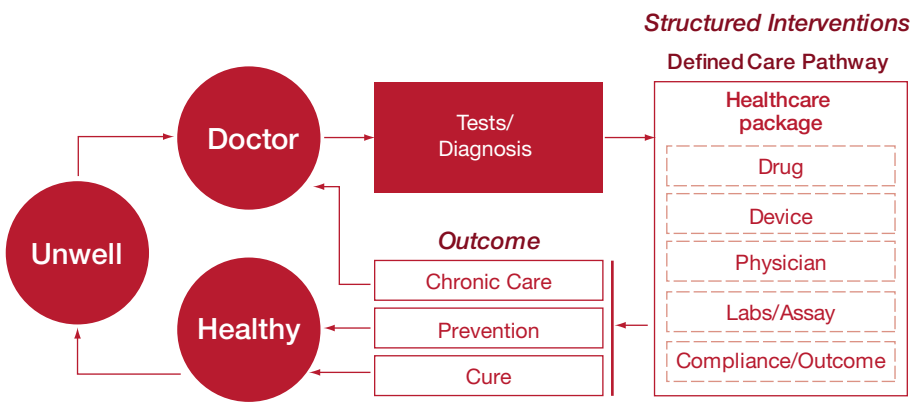 Structured Interventions
Defined Care Pathway
Healthcare
package
Drug
Device
Physician
Labs/Assay
Compliance/Outcome
Doctor
Tests/
Diagnosis
Unwell
Healthy
Outcome
Chronic Care
Prevention
Cure